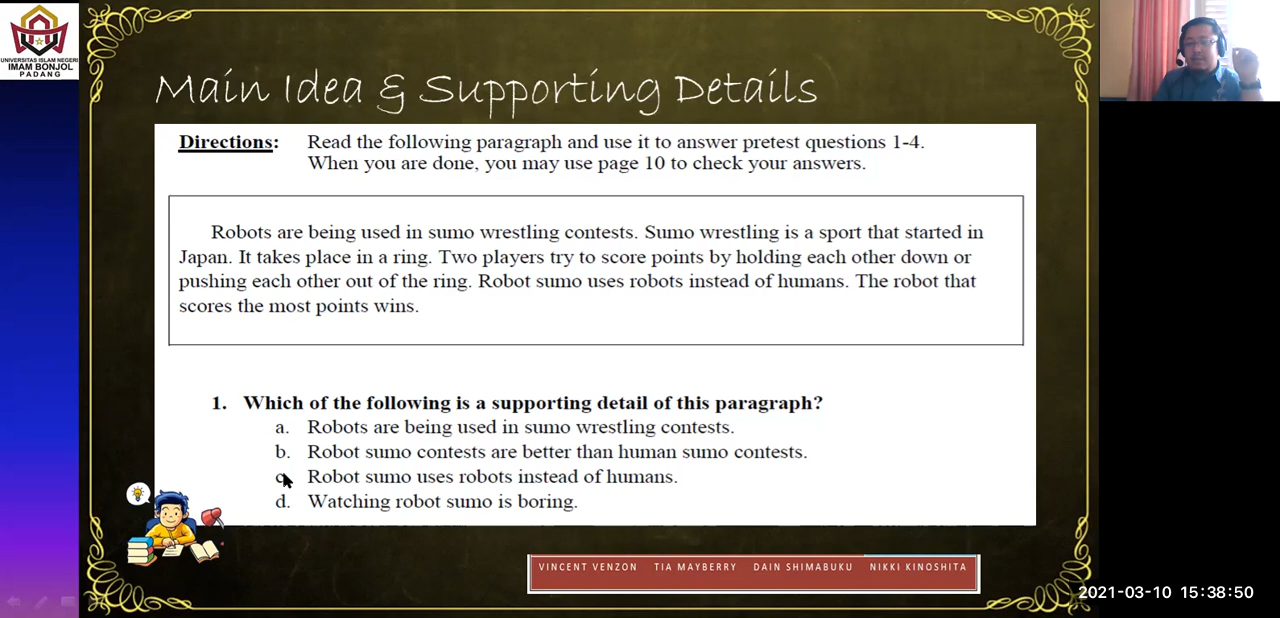 UNIVERSITAS ISLAM NEGERI
IMAM BONJOL
PADANG
Main Idea & Supporting Details
Directions: Read the following paragraph and use it to answer pretest questions 1-4.
When you are done, you may use page 10 to check your answers.
Robots are being used in sumo wrestling contests. Sumo wrestling is a sport that started in
Japan. It takes place in a ring. Two players try to score points by holding each other down or
pushing each other out of the ring. Robot sumo uses robots instead of humans. The robot that
scores the most points wins.
1. Which of the following is a supporting detail of this paragraph?
a. Robots are being used in sumo wrestling contests.
b. Robot sumo contests are better than human sumo contests.
c. Robot sumo uses robots instead of humans.
d. Watching robot sumo is boring.
VINCENT VENZON TIA MAYBERRY DAIN SHIMABUKU NIKKI KINOSHITA
2021-03-10 15:38:50